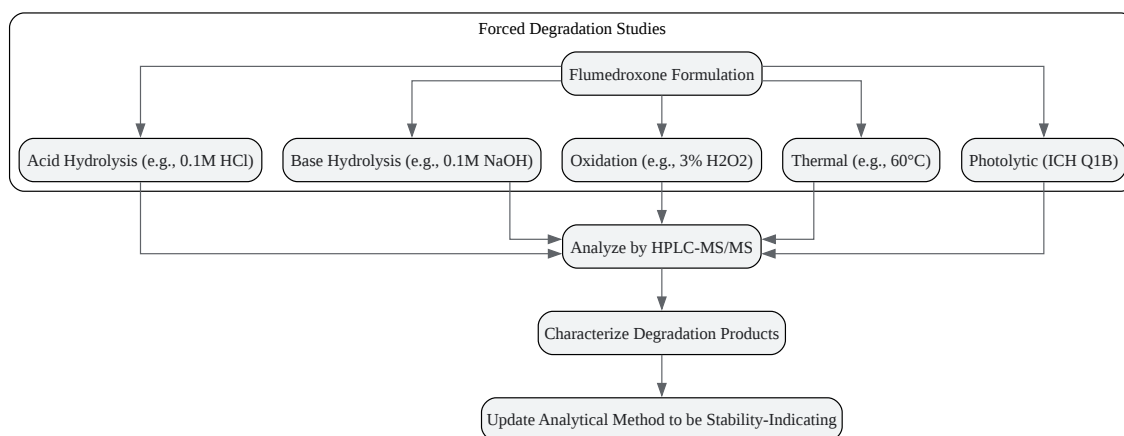 Forced Degradation Studies
Flumedroxone Formulation
Acid Hydrolysis (e.g., 0.1M HCl)
Base Hydrolysis (e.g., 0.1M NaOH)
Oxidation (e.g., 3% H2O2)
Thermal (e.g., 60°C)
Photolytic (ICH Q1B)
Analyze by HPLC-MS/MS
Characterize Degradation Products
Update Analytical Method to be Stability-Indicating